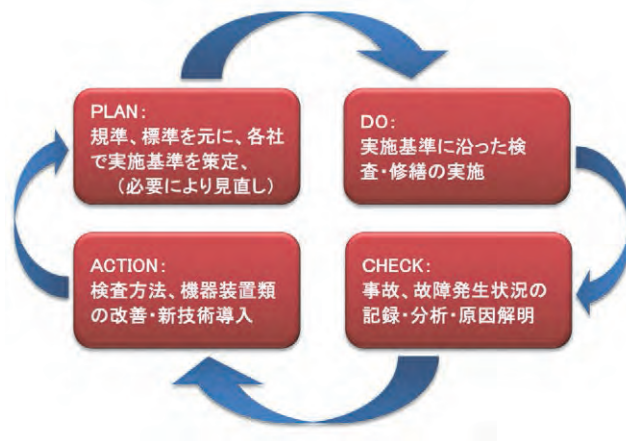 PLAN：
規準、標準を元に、各社
で実施基準を策定、
（必要により見直し）
DO：
実施基準に沿った検
査・修繕の実施
CHECK：
事故、故障発生状況の
記録・分析・原因解明
ACTION：
検査方法、機器装置類
の改善・新技術導入